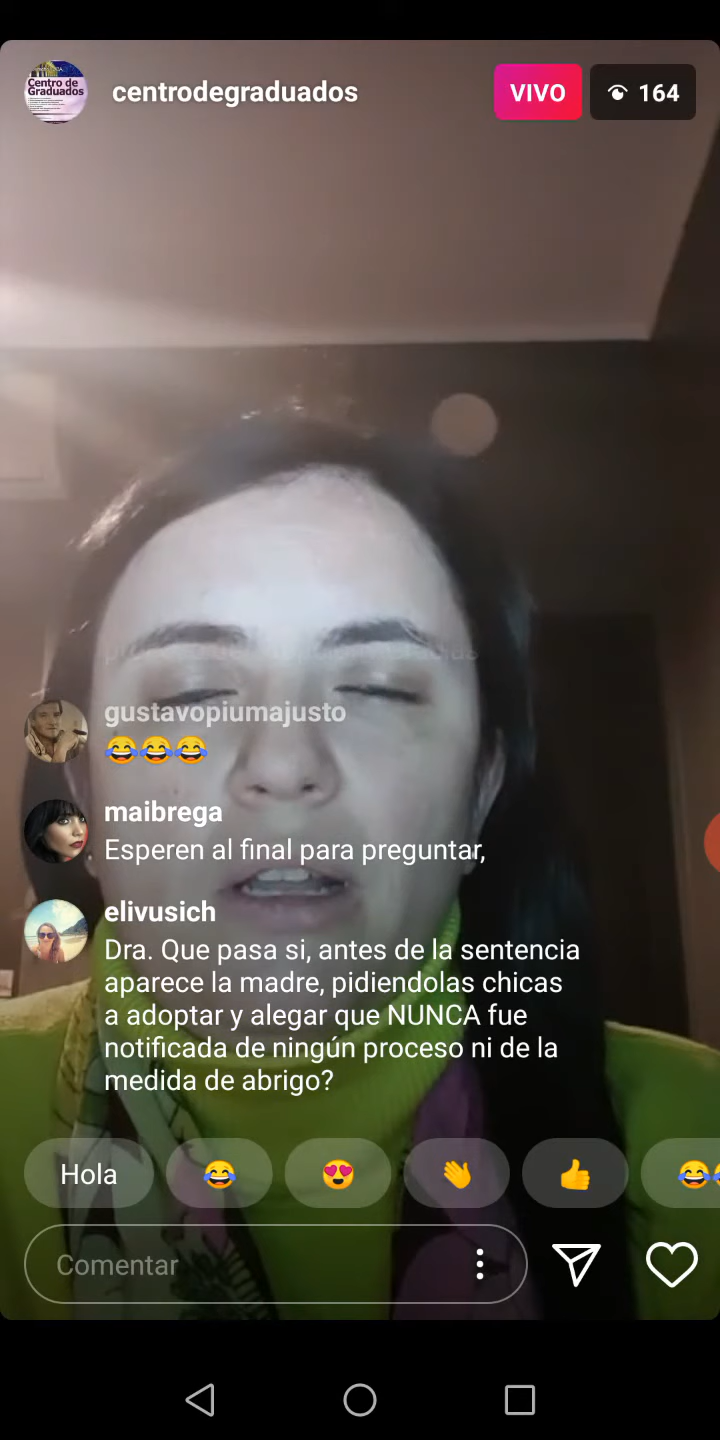 Centro de
Graduados
centrodegraduados
VIVO
164
gustavopiumajusto
😂😂😂
maibrega
Esperen al final para preguntar,
elivusich
Dra. Que pasa si, antes de la sentencia
aparece la madre, pidiendolas chicas
a adoptar y alegar que NUNCA fue
notificada de ningún proceso ni de la
medida de abrigo?
Hola
Comentar